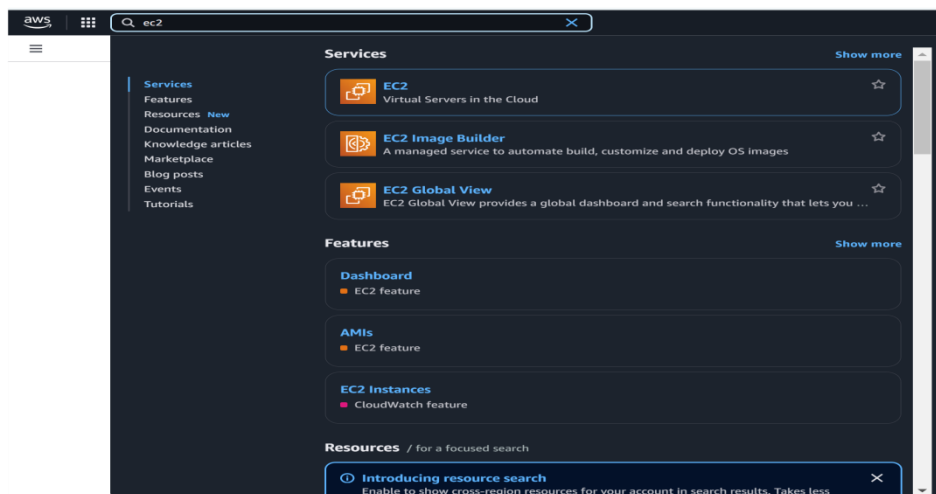 aws
ec2
Services
Features
Resources New
Documentation
Knowledge articles
Marketplace
Blog posts
Events
Tutorials
Services
Show more
EC2
Virtual Servers in the Cloud
EC2 Image Builder
A managed service to automate build, customize and deploy OS images
EC2 Global View
EC2 Global View provides a global dashboard and search functionality that lets you ...
Features
Show more
Dashboard
EC2 feature
AMIs
EC2 feature
EC2 Instances
CloudWatch feature
Resources / for a focused search
Introducing resource search
Enable to show cross-region resources for your account in search results. Takes less